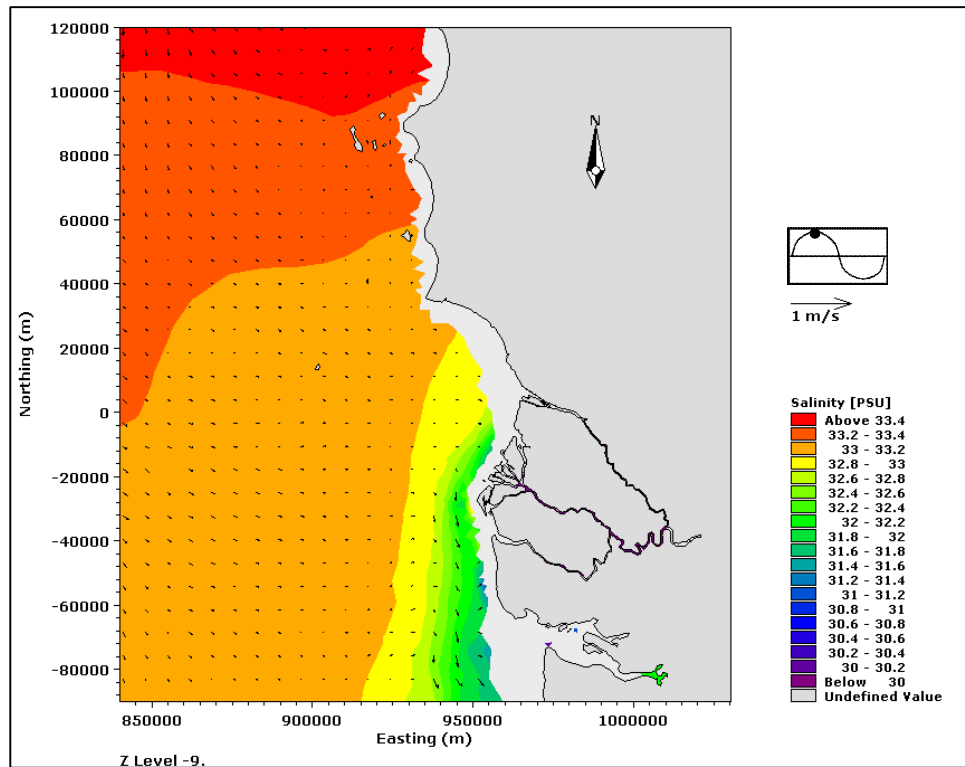 120000
100000
80000
60000
40000
20000
0
-20000
-40000
-60000
-80000
Northing (m)
850000
900000
950000
1000000
Easting (m)
Z Level -9.
N
1 m/s
Salinity [PSU]
Above 33.4
33.2 - 33.4
33 - 33.2
32.8 - 33
32.6 - 32.8
32.4 - 32.6
32.2 - 32.4
32 - 32.2
31.8 - 32
31.6 - 31.8
31.4 - 31.6
31.2 - 31.4
31 - 31.2
30.8 - 31
30.6 - 30.8
30.4 - 30.6
30.2 - 30.4
30 - 30.2
Below 30
Undefined Value